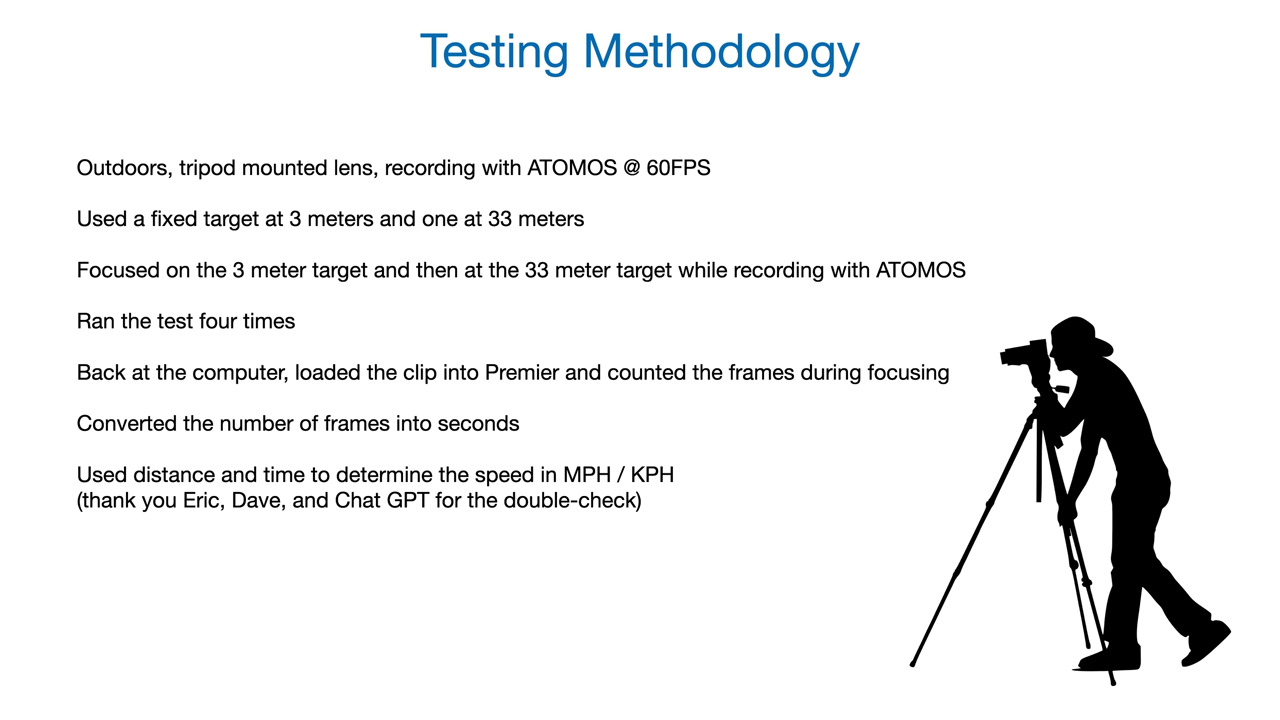 Testing Methodology
Outdoors, tripod mounted lens, recording with ATOMOS @ 60FPS
Used a fixed target at 3 meters and one at 33 meters
Focused on the 3 meter target and then at the 33 meter target while recording with ATOMOS
Ran the test four times
Back at the computer, loaded the clip into Premier and counted the frames during focusing
Converted the number of frames into seconds
Used distance and time to determine the speed in MPH / KPH
(thank you Eric, Dave, and Chat GPT for the double-check)